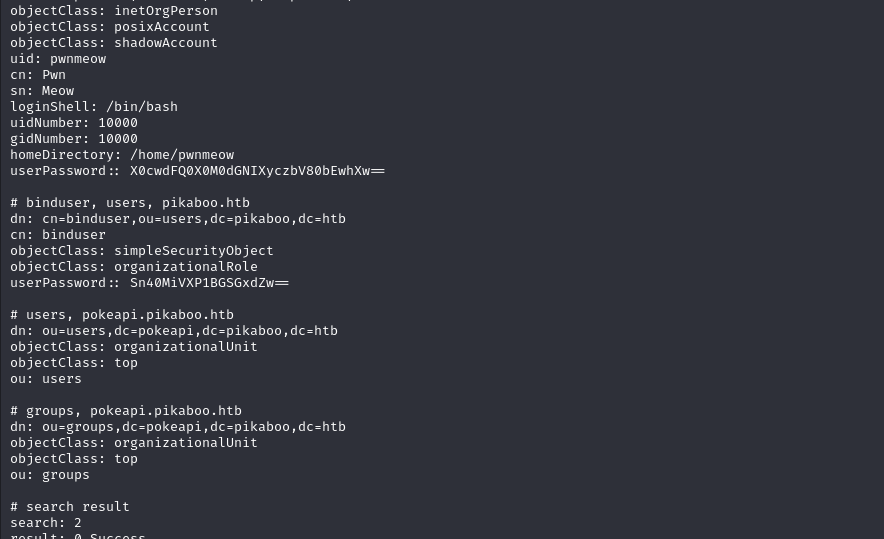 objectClass: inetOrgPerson
objectClass: posixAccount
objectClass: shadowAccount
uid: pwnmeow
cn: Pwn
sn: Meow
loginShell: /bin/bash
uidNumber: 10000
gidNumber: 10000
homeDirectory: /home/pwnmeow
userPassword:: X0cwdFQ0X0M0dGNIXyczbV80bEwhXw==

# binduser, users, pikaboo.htb
dn: cn=binduser,ou=users,dc=pikaboo,dc=htb
cn: binduser
objectClass: simpleSecurityObject
objectClass: organizationalRole
userPassword:: Sn40MiVXP1BGSGxdZw==

# users, pokeapi.pikaboo.htb
dn: ou=users,dc=pokeapi,dc=pikaboo,dc=htb
objectClass: organizationalUnit
objectClass: top
ou: users

# groups, pokeapi.pikaboo.htb
dn: ou=groups,dc=pokeapi,dc=pikaboo,dc=htb
objectClass: organizationalUnit
objectClass: top
ou: groups

# search result
search: 2
result: 0 Success